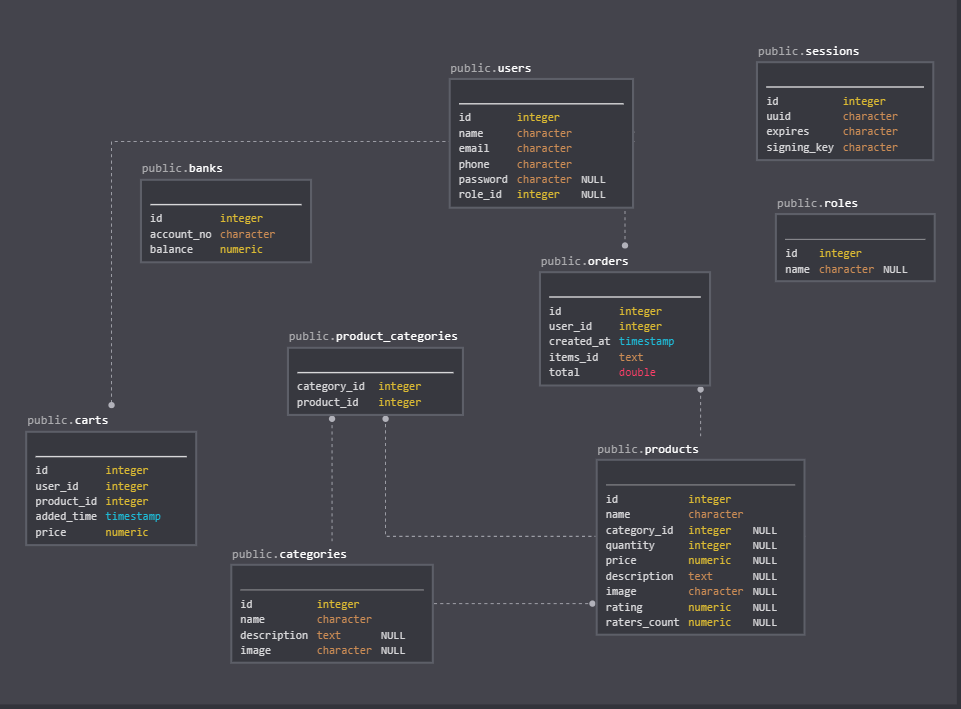 public.sessions
id integer
uuid character
expires character
signing_key character
public.users
id integer
name character
email character
phone character
password character NULL
role_id integer NULL
public.banks
id integer
account_no character
balance numeric
public.roles
id integer
name character NULL
public.orders
id integer
user_id integer
created_at timestamp
items_id text
total double
public.product_categories
category_id integer
product_id integer
public.carts
id integer
user_id integer
product_id integer
added_time timestamp
price numeric
public.products
id integer
name character
category_id integer NULL
quantity integer NULL
price numeric NULL
description text NULL
image character NULL
rating numeric NULL
raters_count numeric NULL
public.categories
id integer
name character
description text NULL
image character NULL